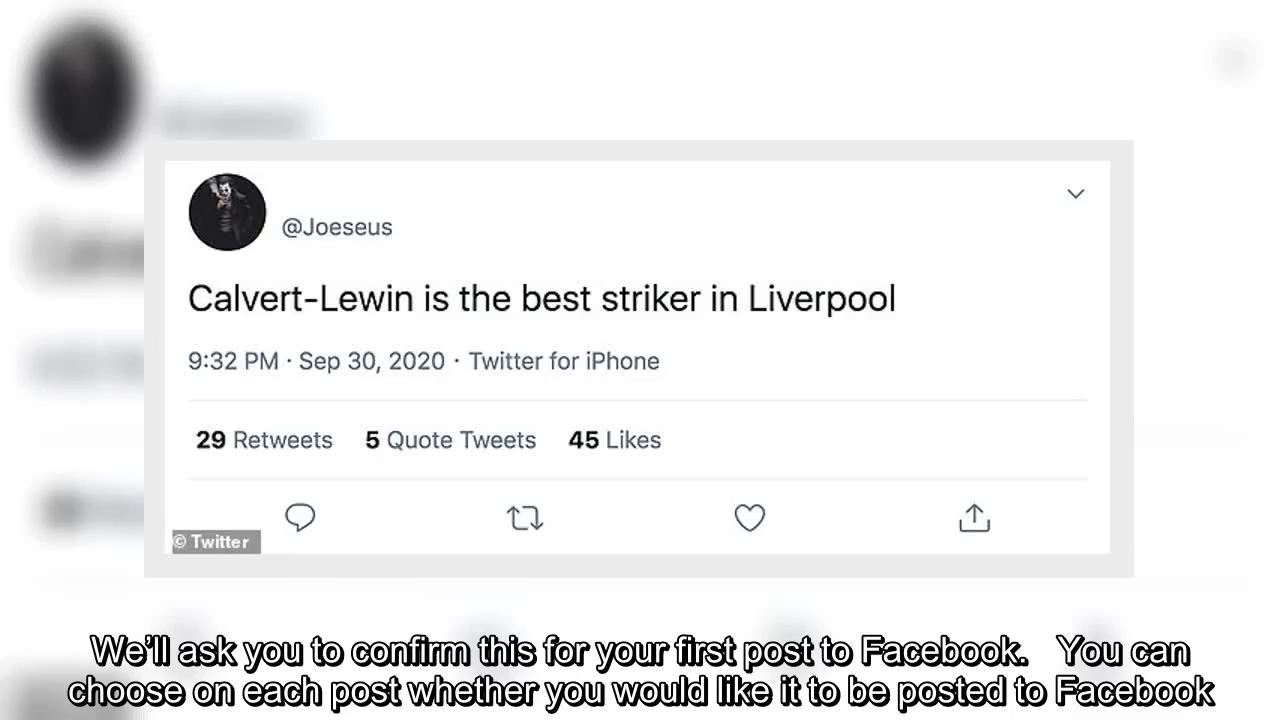 @Joeseus
Calvert-Lewin is the best striker in Liverpool
9:32 PM · Sep 30, 2020 · Twitter for iPhone
29 Retweets 5 Quote Tweets 45 Likes
© Twitter
We'll ask you to confirm this for your first post to Facebook. You can
choose on each post whether you would like it to be posted to Facebook